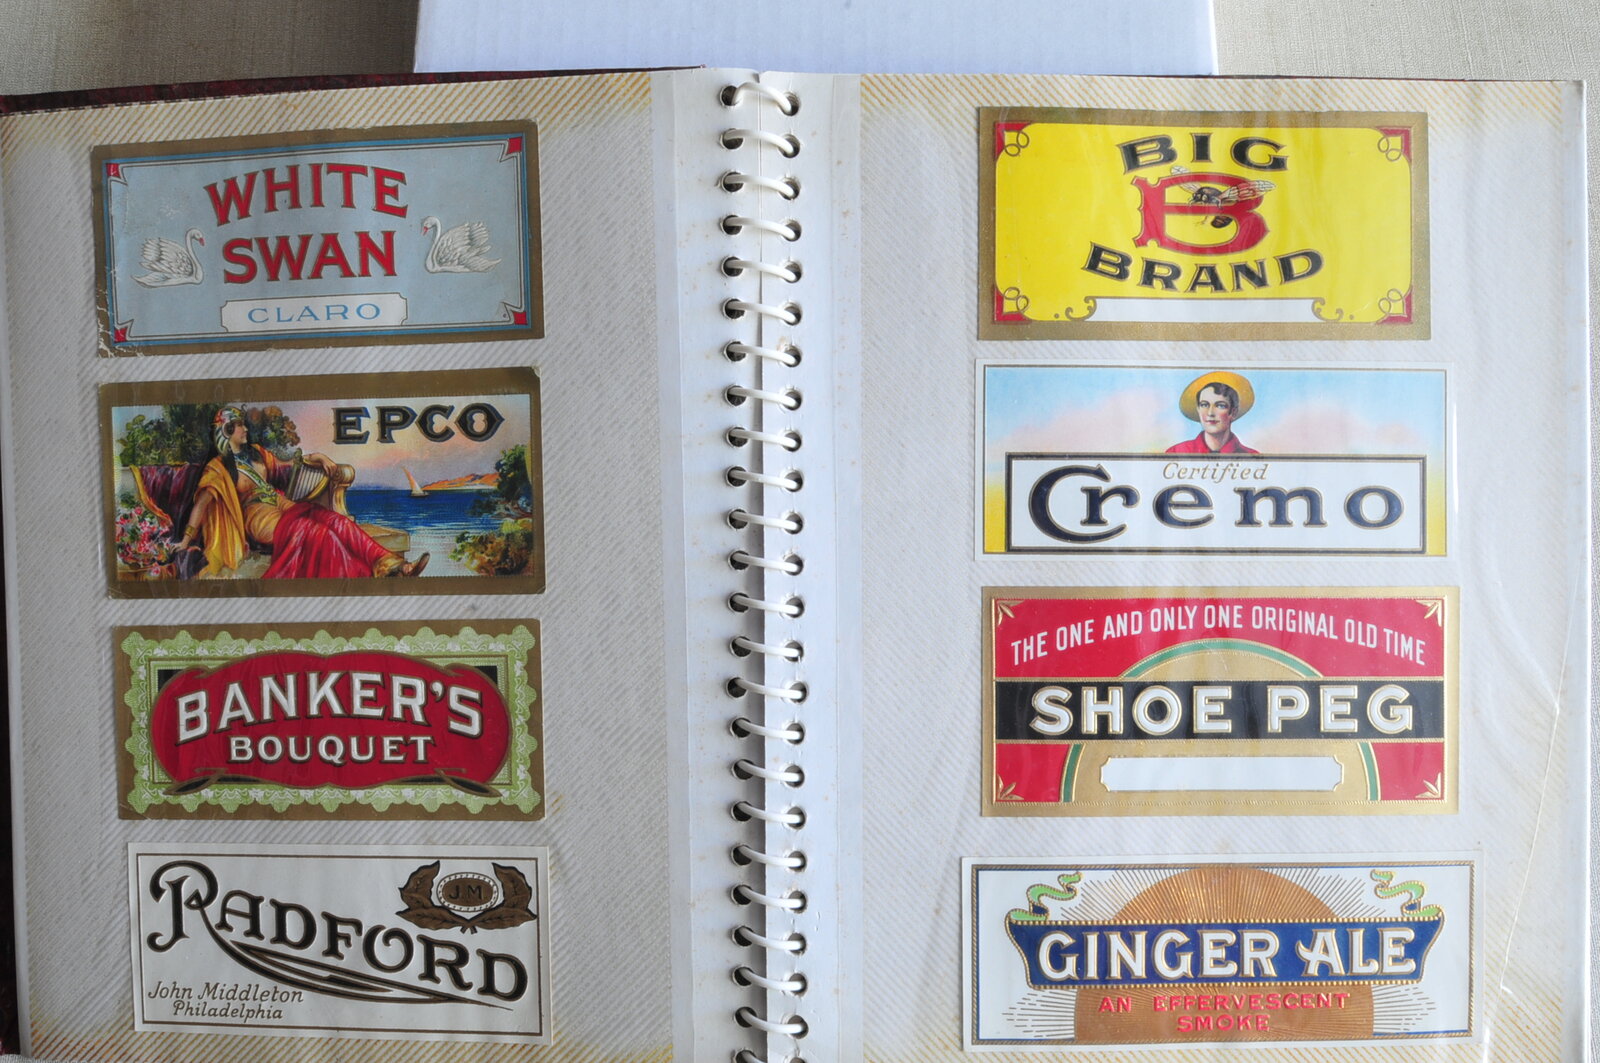 WHITE
SWAN
CLARO
EPCO
BANKER'S
BOUQUET
RADFORD
J.M
John Middleton
Philadelphia
BIG
B
BRAND
Certified
Cremo
THE ONE AND ONLY ONE ORIGINAL OLD TIME
SHOE PEG
GINGER ALE
AN EFFERVESCENT
SMOKE